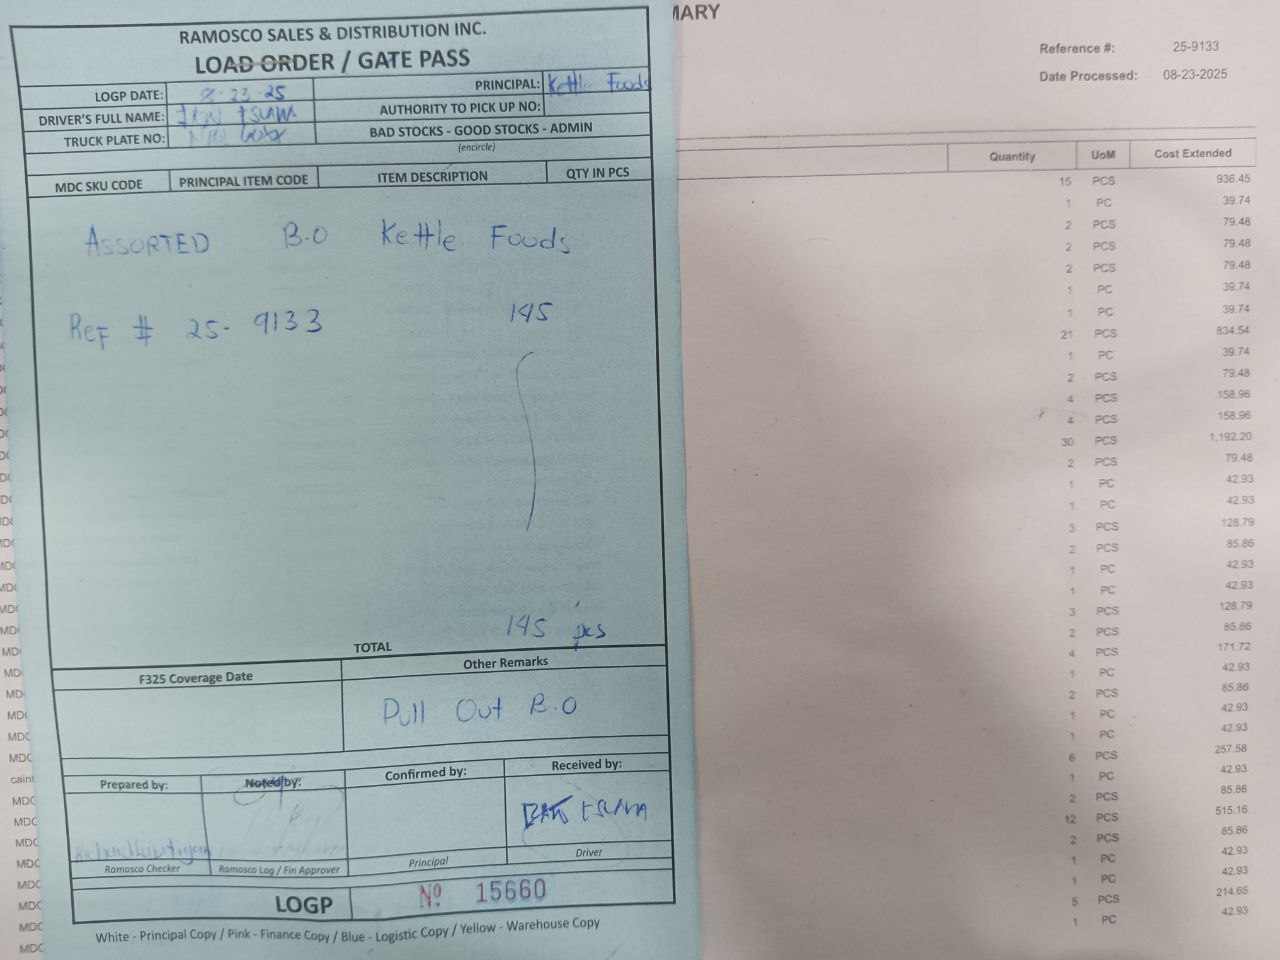 RAMOSCO SALES & DISTRIBUTION INC.
LOAD ORDER / GATE PASS
LOGP DATE: 8-23-25
PRINCIPAL: Kettle Foods
DRIVER'S FULL NAME:
AUTHORITY TO PICK UP NO:
TRUCK PLATE NO:
BAD STOCKS - GOOD STOCKS - ADMIN
(encircle)
MDC SKU CODE PRINCIPAL ITEM CODE ITEM DESCRIPTION QTY IN PCS
ASSORTED B.O Kettle Foods
Ref # 25-9133 145
145 pcs
TOTAL
F325 Coverage Date Other Remarks
Pull Out B.O
Prepared by: Noted by: Confirmed by: Received by:
Ramosco Checker Ramosco Log / Fin Approver Principal Driver
LOGP Nº 15660
White - Principal Copy / Pink - Finance Copy / Blue - Logistic Copy / Yellow - Warehouse Copy
MARY
Reference #: 25-9133
Date Processed: 08-23-2025
Quantity UoM Cost Extended
15 PCS 936.45
1 PC 39.74
2 PCS 79.48
2 PCS 79.48
2 PCS 79.48
1 PC 39.74
1 PC 39.74
21 PCS 834.54
1 PC 39.74
2 PCS 79.48
4 PCS 158.96
4 PCS 158.96
30 PCS 1,192.20
2 PCS 79.48
1 PC 42.93
1 PC 42.93
3 PCS 128.79
2 PCS 85.86
1 PC 42.93
1 PC 42.93
3 PCS 128.79
2 PCS 85.86
4 PCS 171.72
1 PC 42.93
2 PCS 85.86
1 PC 42.93
1 PC 42.93
6 PCS 257.58
1 PC 42.93
2 PCS 85.86
12 PCS 515.16
2 PCS 85.86
1 PC 42.93
1 PC 42.93
5 PCS 214.65
1 PC 42.93